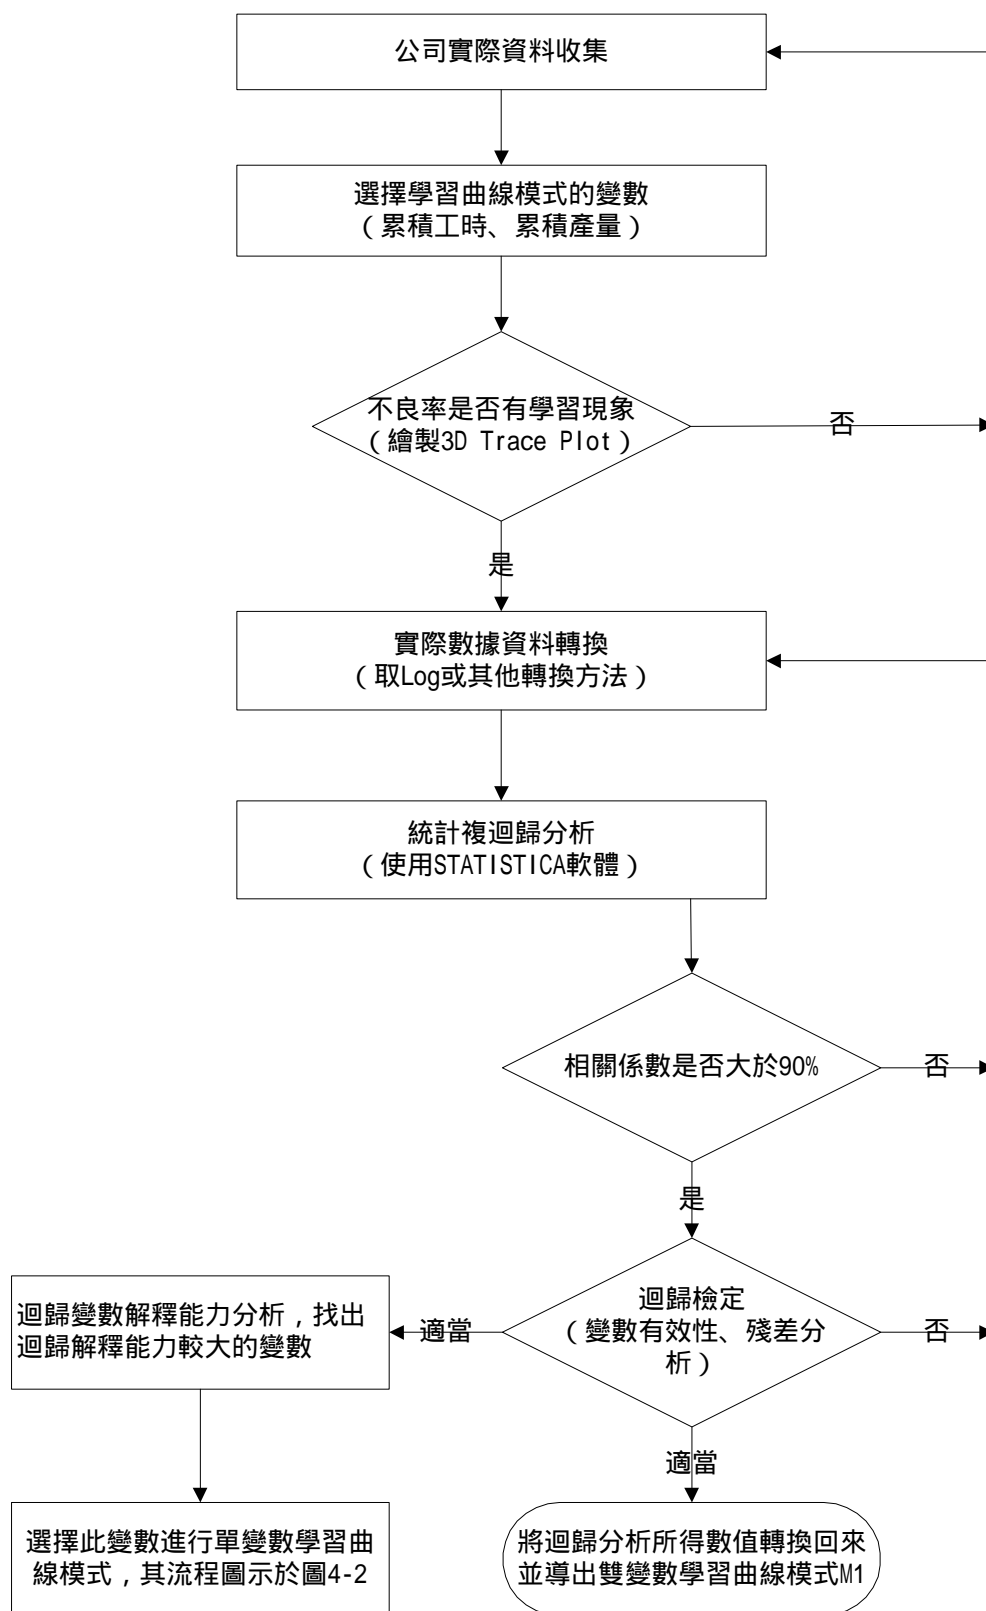 公司實際資料收集
選擇學習曲線模式的變數
（累積工時、累積產量）
不良率是否有學習現象
（繪製3D Trace Plot）
否
是
實際數據資料轉換
（取Log或其他轉換方法）
統計複迴歸分析
（使用STATISTICA軟體）
相關係數是否大於90%
否
是
迴歸檢定
（變數有效性、殘差分
析）
否
適當
迴歸變數解釋能力分析，找出
迴歸解釋能力較大的變數
適當
選擇此變數進行單變數學習曲
線模式，其流程圖示於圖4-2
將迴歸分析所得數值轉換回來
並導出雙變數學習曲線模式M1